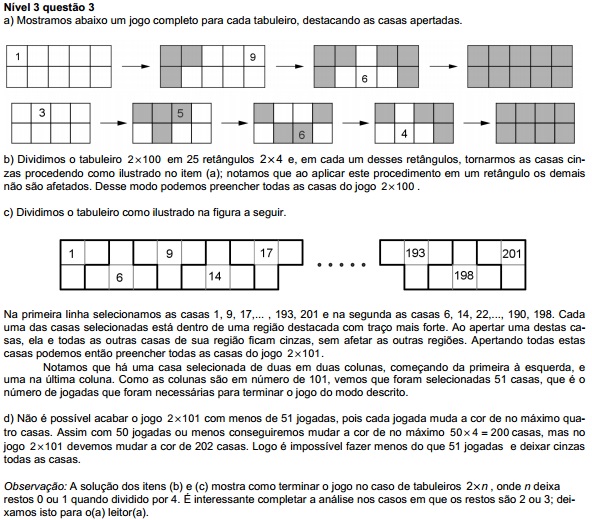 Nível 3 questão 3
a) Mostramos abaixo um jogo completo para cada tabuleiro, destacando as casas apertadas.
1 9
6
3 5
6 4
b) Dividimos o tabuleiro 2×100 em 25 retângulos 2×4 e, em cada um desses retângulos, tornarmos as casas cin-
zas procedendo como ilustrado no item (a); notamos que ao aplicar este procedimento em um retângulo os demais
não são afetados. Desse modo podemos preencher todas as casas do jogo 2×100 .
c) Dividimos o tabuleiro como ilustrado na figura a seguir.
1 9 17 ..... 193 201
6 14 198
Na primeira linha selecionamos as casas 1, 9, 17,... , 193, 201 e na segunda as casas 6, 14, 22,..., 190, 198. Cada
uma das casas selecionadas está dentro de uma região destacada com traço mais forte. Ao apertar uma destas ca-
sas, ela e todas as outras casas de sua região ficam cinzas, sem afetar as outras regiões. Apertando todas estas
casas podemos então preencher todas as casas do jogo 2×101.
Notamos que há uma casa selecionada de duas em duas colunas, começando da primeira à esquerda, e
uma na última coluna. Como as colunas são em número de 101, vemos que foram selecionadas 51 casas, que é o
número de jogadas que foram necessárias para terminar o jogo do modo descrito.
d) Não é possível acabar o jogo 2×101 com menos de 51 jogadas, pois cada jogada muda a cor de no máximo qua-
tro casas. Assim com 50 jogadas ou menos conseguiremos mudar a cor de no máximo 50×4 = 200 casas, mas no
jogo 2×101 devemos mudar a cor de 202 casas. Logo é impossível fazer menos do que 51 jogadas e deixar cinzas
todas as casas.
Observação: A solução dos itens (b) e (c) mostra como terminar o jogo no caso de tabuleiros 2×n , onde n deixa
restos 0 ou 1 quando dividido por 4. É interessante completar a análise nos casos em que os restos são 2 ou 3; dei-
xamos isto para o(a) leitor(a).